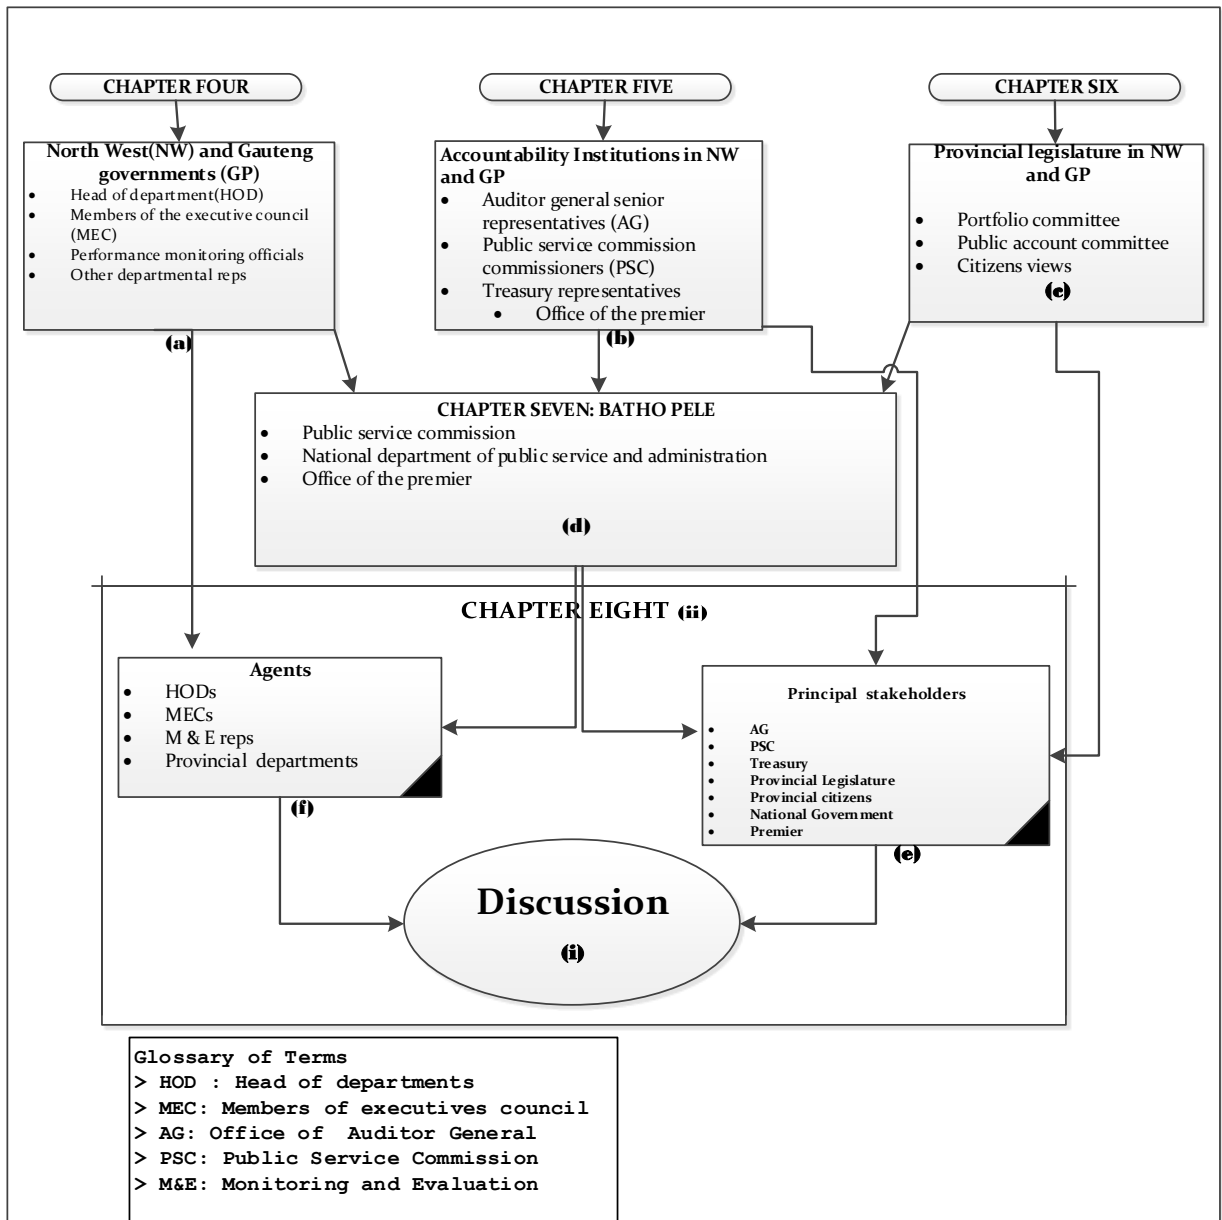 CHAPTER FOUR
North West(NW) and Gauteng
governments (GP)
• Head of department(HOD)
• Members of the executive council
(MEC)
• Performance monitoring officials
• Other departmental reps
(a)
CHAPTER FIVE
Accountability Institutions in NW
and GP
• Auditor general senior
representatives (AG)
• Public service commission
commissioners (PSC)
• Treasury representatives
• Office of the premier
(b)
CHAPTER SIX
Provincial legislature in NW
and GP
• Portfolio committee
• Public account committee
• Citizens views
(c)
CHAPTER SEVEN: BATHO PELE
• Public service commission
• National department of public service and administration
• Office of the premier
(d)
CHAPTER EIGHT (ii)
Agents
• HODs
• MECs
• M & E reps
• Provincial departments
(f)
Principal stakeholders
• AG
• PSC
• Treasury
• Provincial Legislature
• Provincial citizens
• National Government
• Premier
(e)
Discussion
(i)
Glossary of Terms
> HOD : Head of departments
> MEC: Members of executives council
> AG: Office of Auditor General
> PSC: Public Service Commission
> M&E: Monitoring and Evaluation